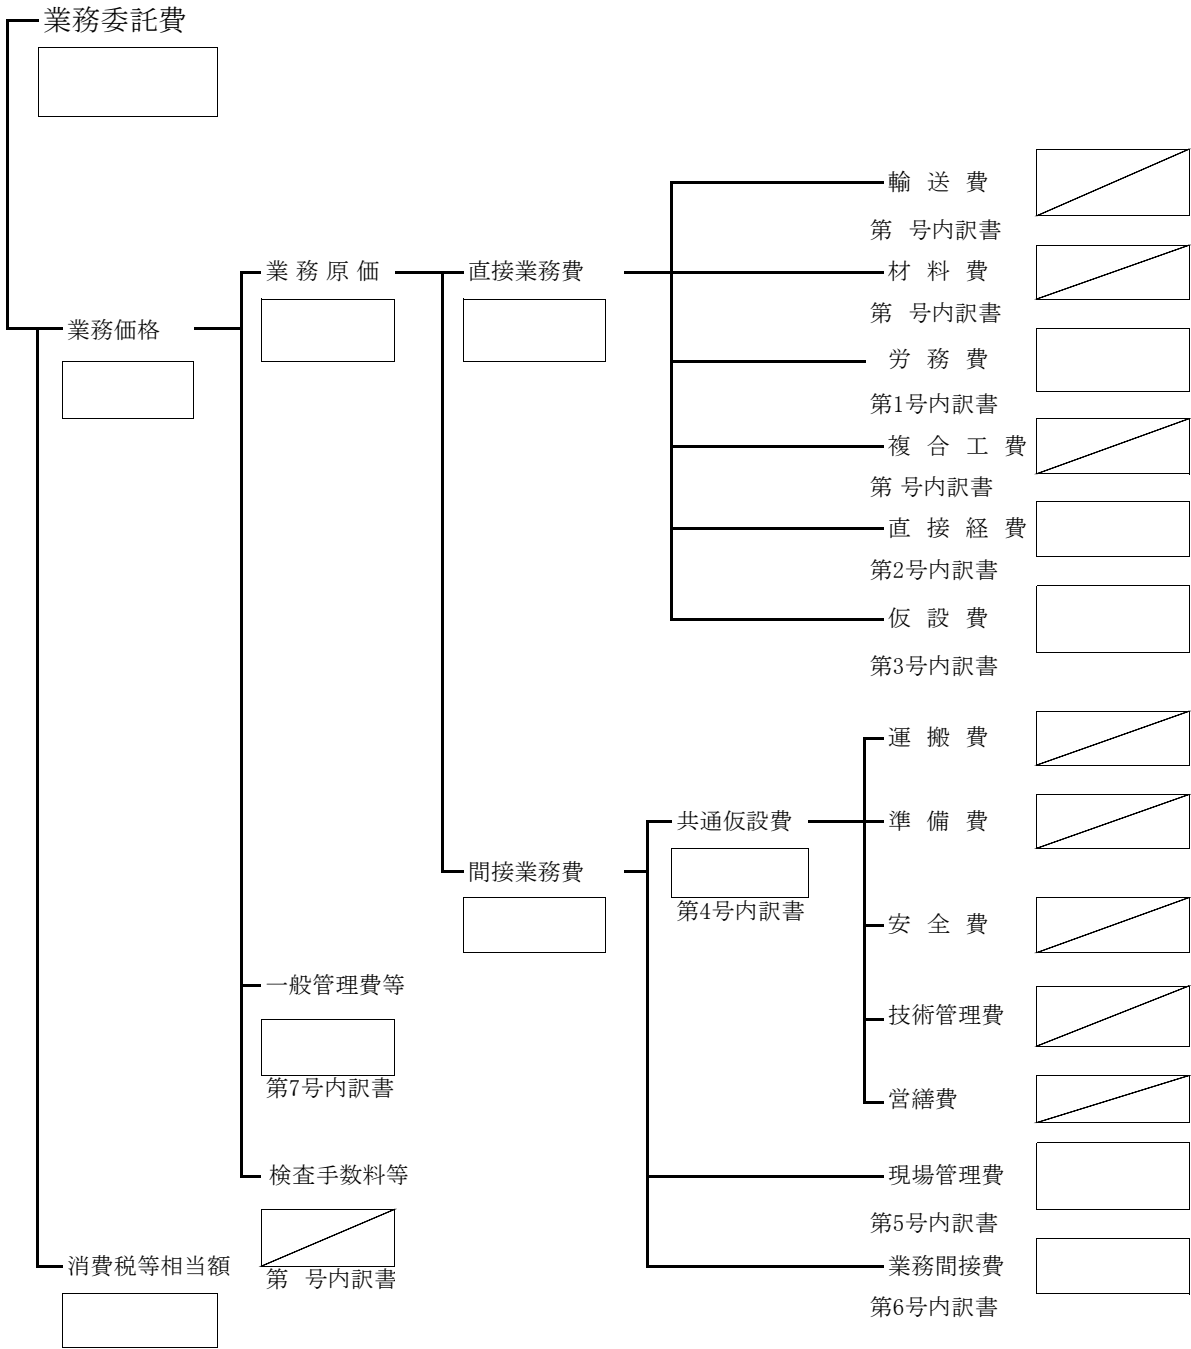 業務委託費
輸 送 費
第 号内訳書
業 務 原 価
直接業務費
材 料 費
第 号内訳書
業務価格
労 務 費
第1号内訳書
複 合 工 費
第 号内訳書
直 接 経 費
第2号内訳書
仮 設 費
第3号内訳書
運 搬 費
共通仮設費
準 備 費
間接業務費
第4号内訳書
安 全 費
一般管理費等
技術管理費
第7号内訳書
営繕費
検査手数料等
現場管理費
第5号内訳書
消費税等相当額
業務間接費
第 号内訳書
第6号内訳書